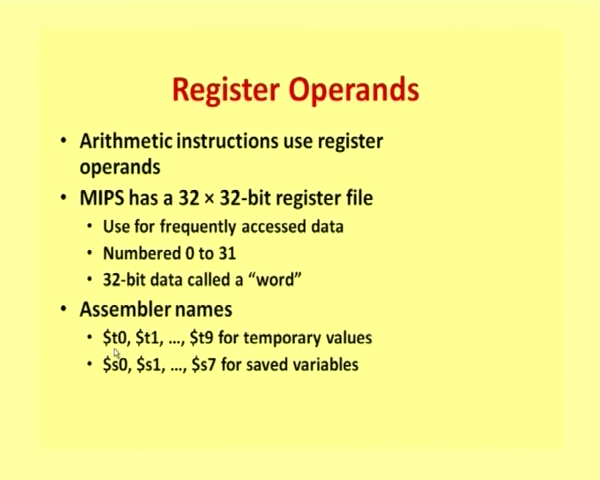 Register Operands
• Arithmetic instructions use register
operands
• MIPS has a 32 × 32-bit register file
• Use for frequently accessed data
• Numbered 0 to 31
• 32-bit data called a “word”
• Assembler names
• $t0, $t1, …, $t9 for temporary values
• $s0, $s1, …, $s7 for saved variables